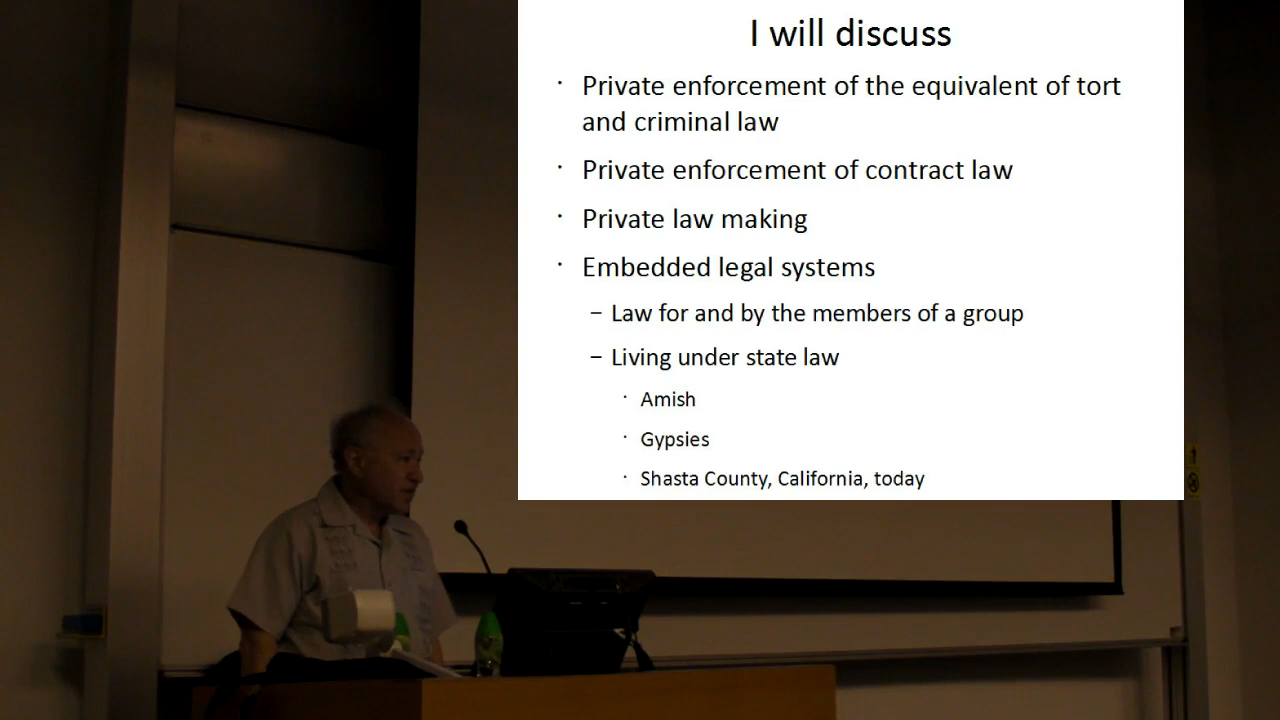 I will discuss
· Private enforcement of the equivalent of tort
and criminal law
· Private enforcement of contract law
· Private law making
· Embedded legal systems
– Law for and by the members of a group
– Living under state law
· Amish
· Gypsies
· Shasta County, California, today